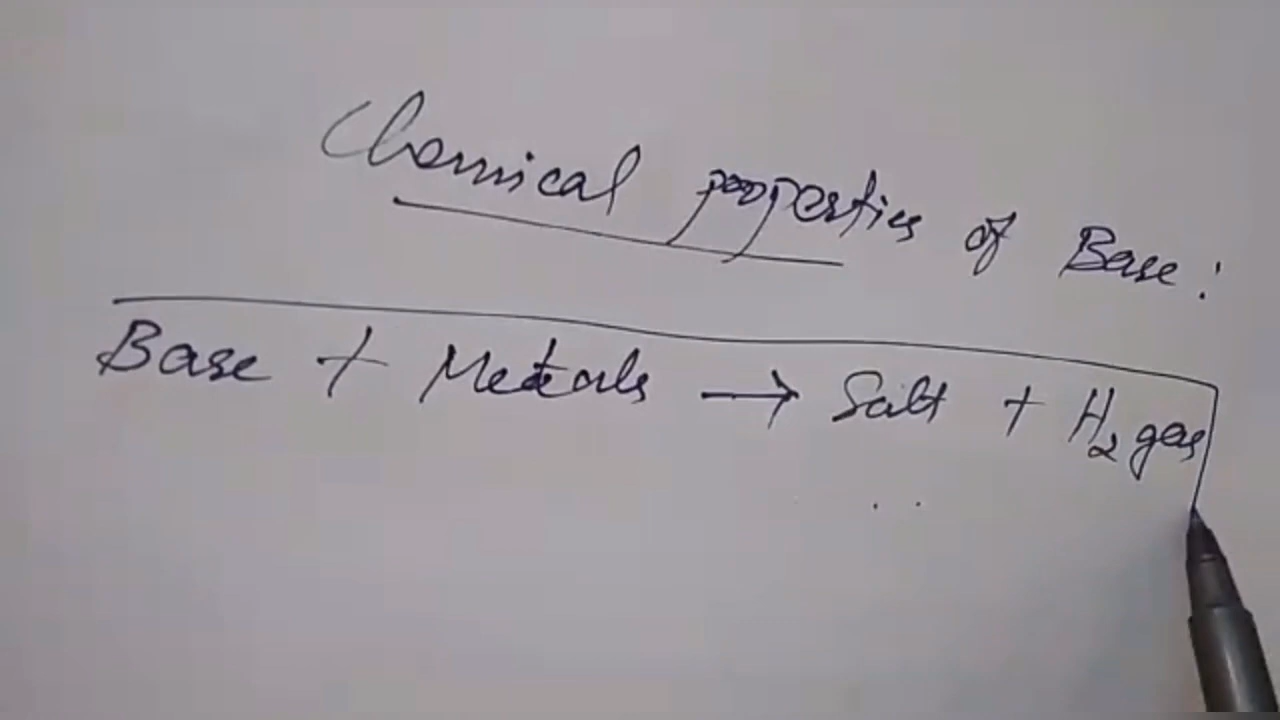 Chemical properties of Base:
Base + Metals → Salt + H₂ gas